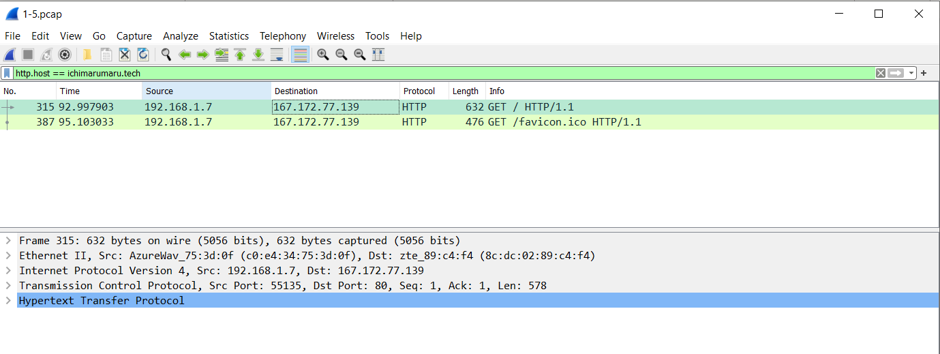 1-5.pcap
File Edit View Go Capture Analyze Statistics Telephony Wireless Tools Help
http.host == ichimarumaru.tech
No. Time Source Destination Protocol Length Info
315 92.997903 192.168.1.7 167.172.77.139 HTTP 632 GET / HTTP/1.1
387 95.103033 192.168.1.7 167.172.77.139 HTTP 476 GET /favicon.ico HTTP/1.1
Frame 315: 632 bytes on wire (5056 bits), 632 bytes captured (5056 bits)
Ethernet II, Src: AzureWav_75:3d:0f (c0:e4:34:75:3d:0f), Dst: zte_89:c4:f4 (8c:dc:02:89:c4:f4)
Internet Protocol Version 4, Src: 192.168.1.7, Dst: 167.172.77.139
Transmission Control Protocol, Src Port: 55135, Dst Port: 80, Seq: 1, Ack: 1, Len: 578
Hypertext Transfer Protocol